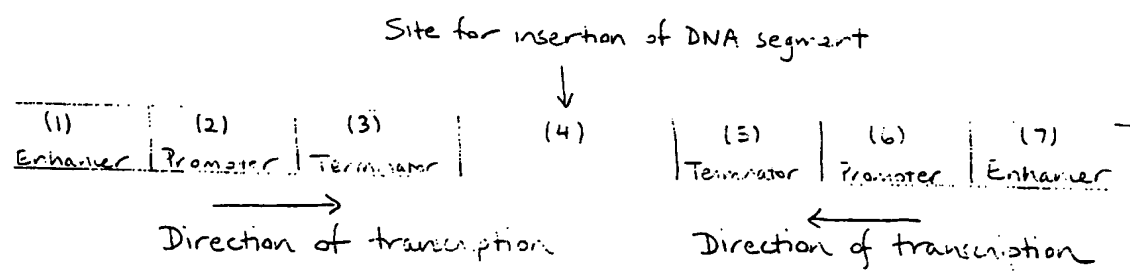 Site for insertion of DNA segment
(1) (2) (3) (4) (5) (6) (7)
Enhancer Promoter Terminator Terminator Promoter Enhancer
Direction of transcription Direction of transcription